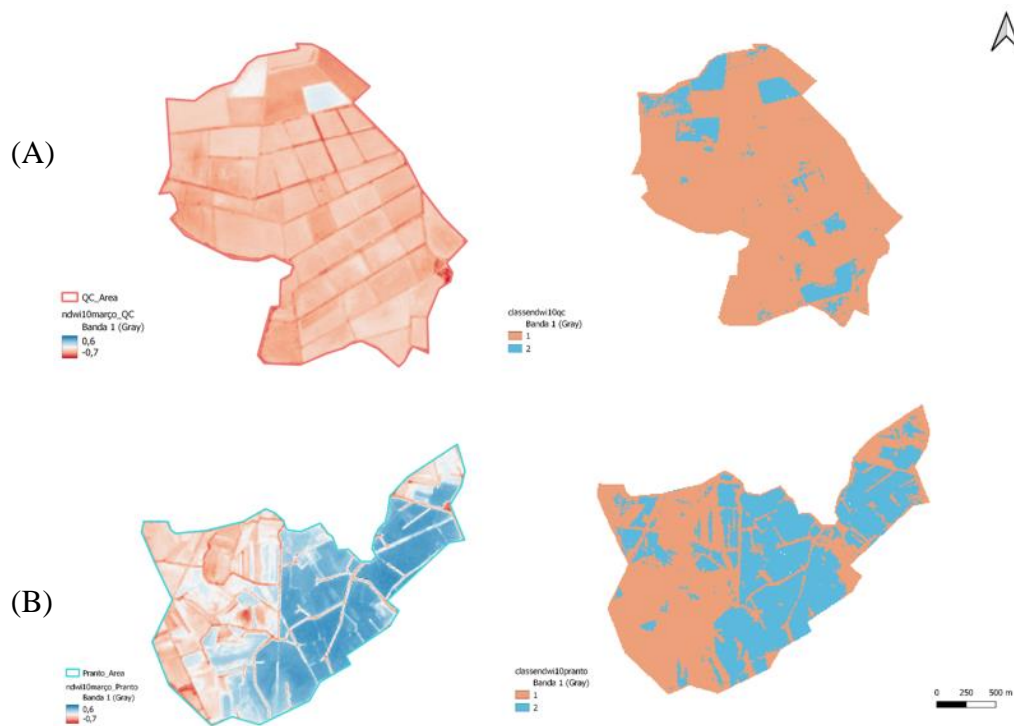 (A)
QC_Area
ndwi10março_QC
Banda 1 (Gray)
0,6
-0,7
classendwi10qc
Banda 1 (Gray)
1
2
(B)
Pranto_Area
ndwi10março_Pranto
Banda 1 (Gray)
0,6
-0,7
classendwi10pranto
Banda 1 (Gray)
1
2
0 250 500 m